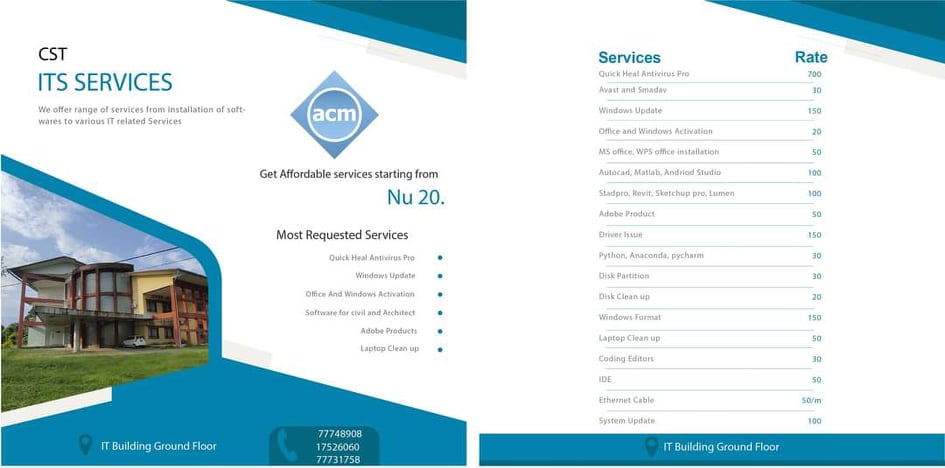 CST
ITS SERVICES
We offer range of services from installation of soft-
wares to various IT related Services
acm
Get Affordable services starting from
Nu 20.
Most Requested Services
Quick Heal Antivirus Pro
Windows Update
Office And Windows Activation
Software for civil and Architect
Adobe Products
Laptop Clean up
IT Building Ground Floor
77748908
17526060
77731758
Services Rate
Quick Heal Antivirus Pro 700
Avast and Smadav 30
Windows Update 150
Office and Windows Activation 20
MS office, WPS office installation 50
Autocad, Matlab, Andriod Studio 100
Stadpro, Revit, Sketchup pro, Lumen 100
Adobe Product 50
Driver Issue 150
Python, Anaconda, pycharm 30
Disk Partition 30
Disk Clean up 20
Windows Format 150
Laptop Clean up 50
Coding Editors 30
IDE 50
Ethernet Cable 50/m
System Update 100
IT Building Ground Floor